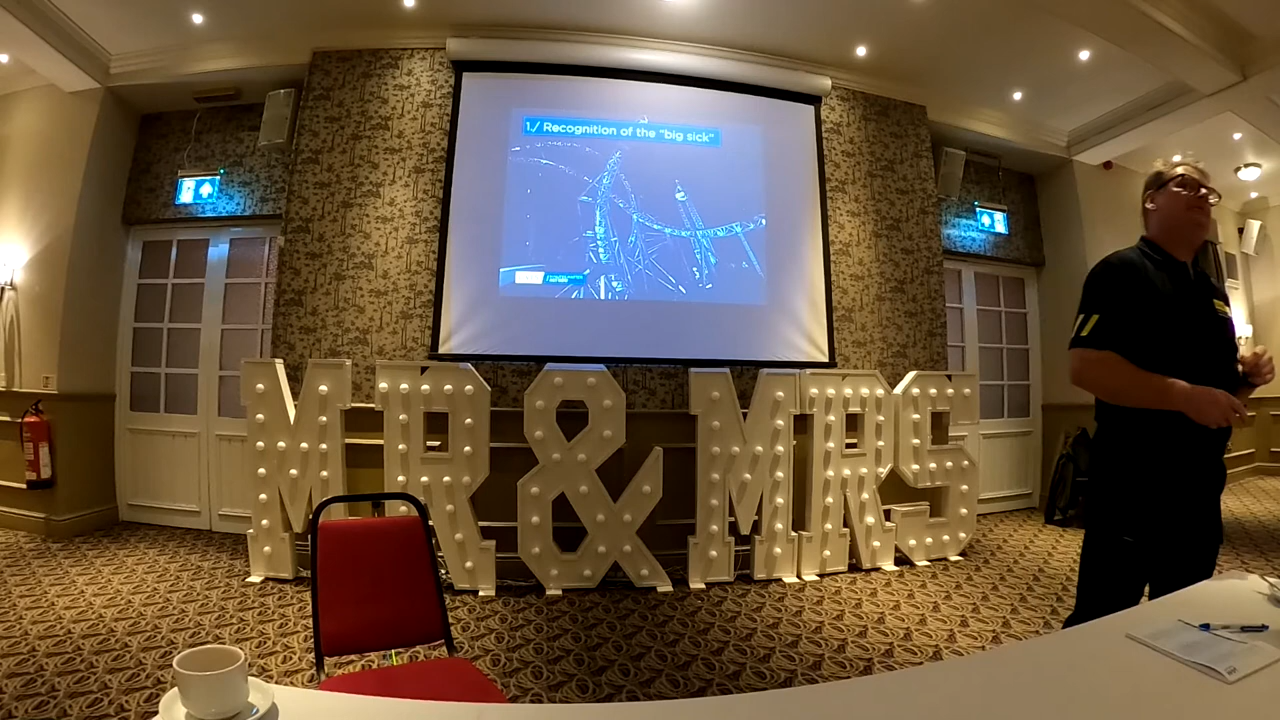 1./ Recognition of the "big sick"
MR & MRS